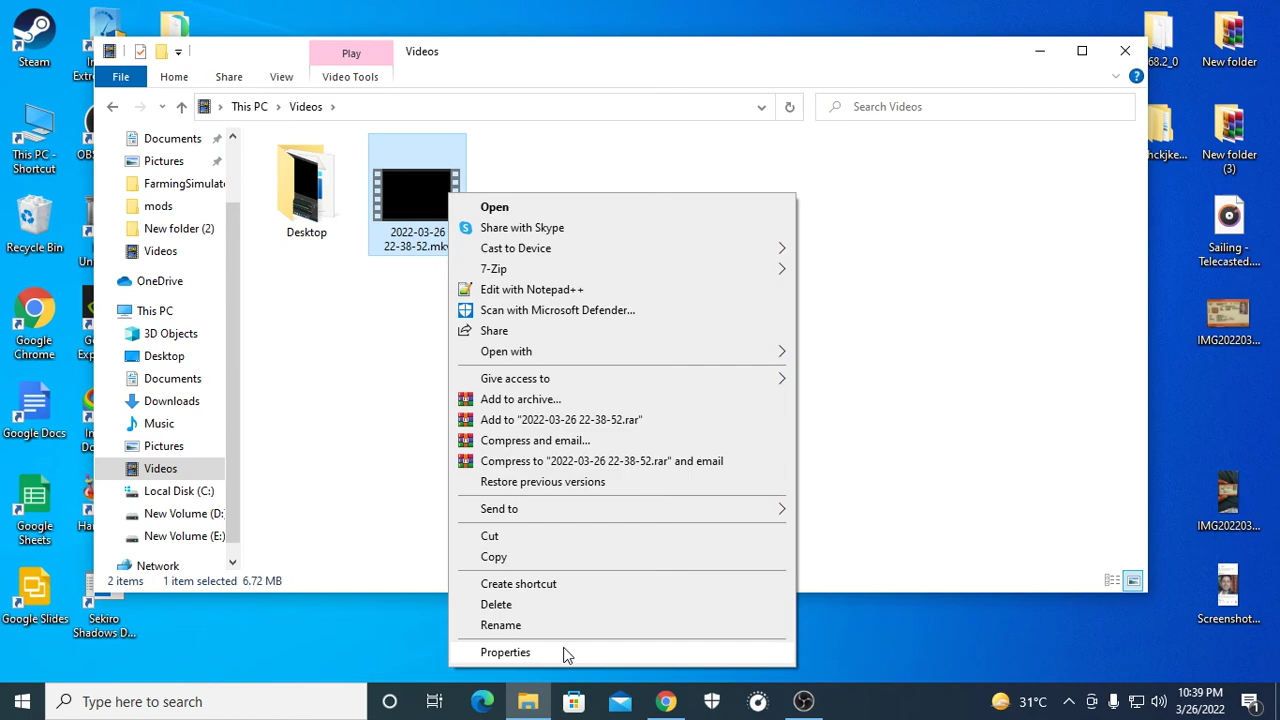 Steam
This PC - Shortcut
Recycle Bin
Google Chrome
Google Docs
Google Sheets
Google Slides
Sekiro Shadows D...
Play
Videos
File
Home
Share
View
Video Tools
This PC
Videos
Search Videos
Documents
Pictures
FarmingSimulat
mods
New folder (2)
Videos
OneDrive
This PC
3D Objects
Desktop
Documents
Downloads
Music
Pictures
Videos
Local Disk (C:)
New Volume (D:
New Volume (E:)
Network
Desktop
2022-03-26
22-38-52.mkv
Open
Share with Skype
Cast to Device
7-Zip
Edit with Notepad++
Scan with Microsoft Defender...
Share
Open with
Give access to
Add to archive...
Add to "2022-03-26 22-38-52.rar"
Compress and email...
Compress to "2022-03-26 22-38-52.rar" and email
Restore previous versions
Send to
Cut
Copy
Create shortcut
Delete
Rename
Properties
2 items
1 item selected 6.72 MB
68.2_0
New folder
hckjke...
New folder
(3)
Sailing -
Telecasted....
IMG202203...
IMG202203...
Screenshot...
Type here to search
31°C
10:39 PM
3/26/2022
1